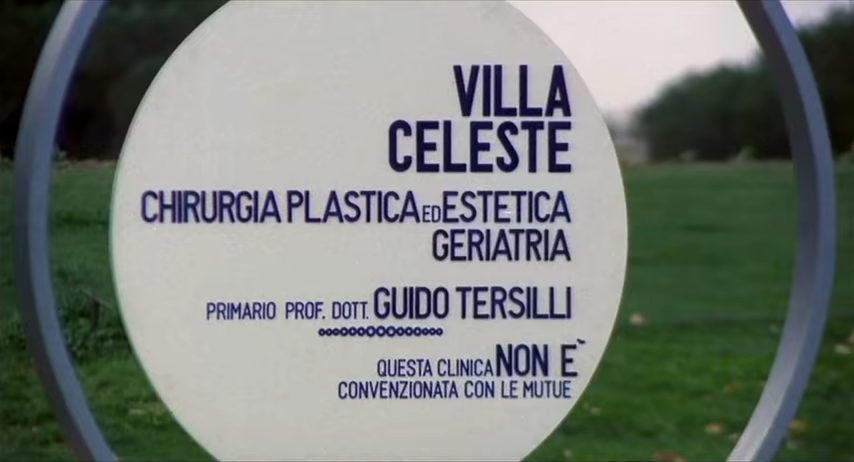 VILLA
CELESTE
CHIRURGIA PLASTICA ED ESTETICA
GERIATRIA
PRIMARIO PROF. DOTT. GUIDO TERSILLI
QUESTA CLINICA NON È
CONVENZIONATA CON LE MUTUE